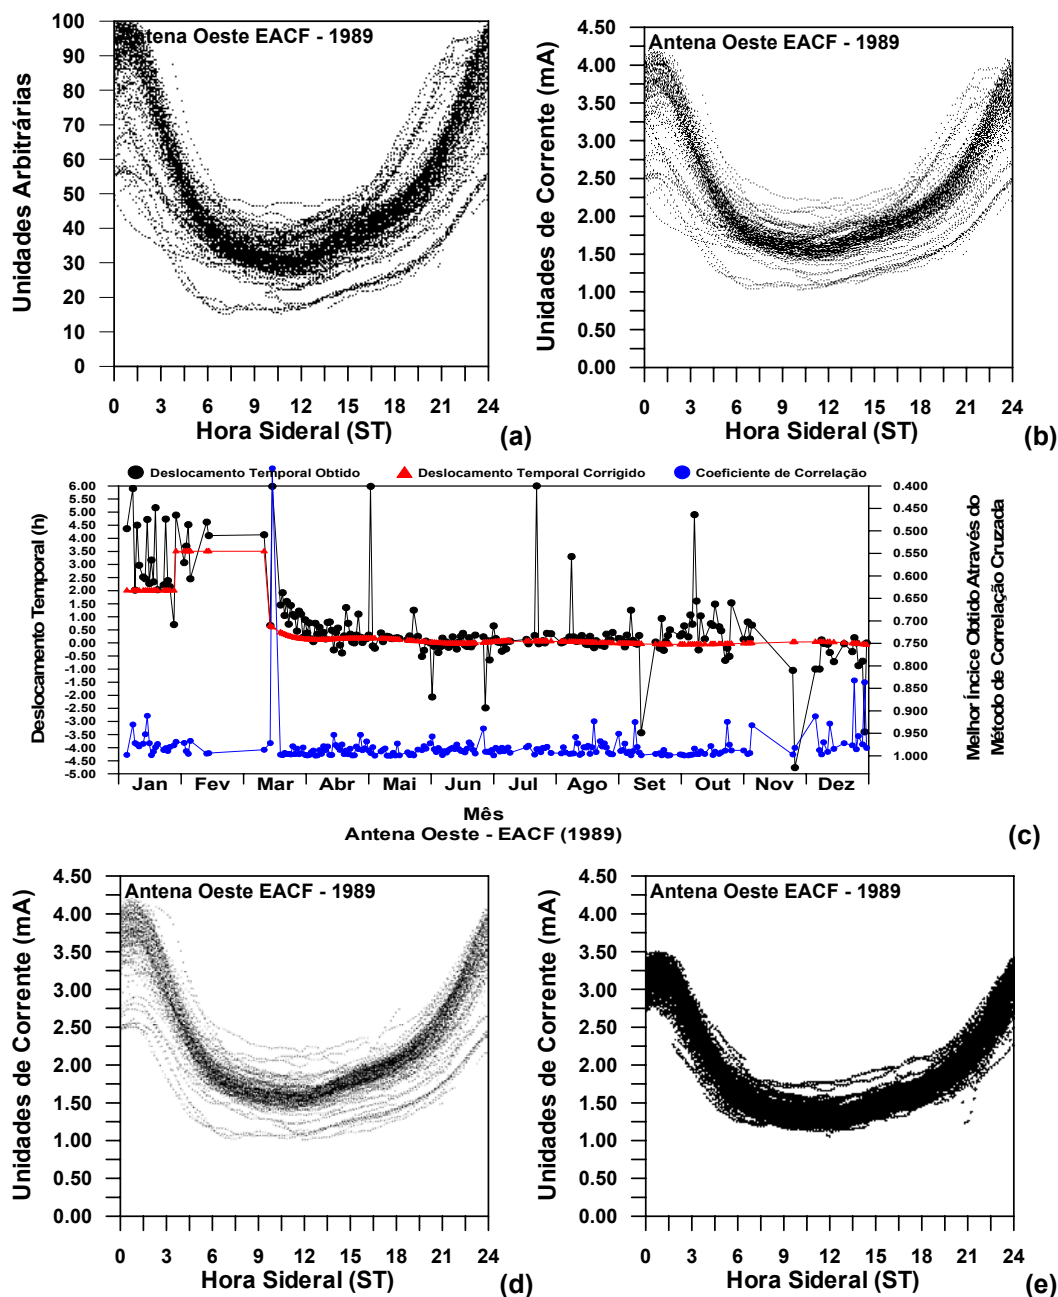 Antena Oeste EACF - 1989
Unidades Arbitrárias
100
90
80
70
60
50
40
30
20
10
0
0 3 6 9 12 15 18 21 24
Hora Sideral (ST)
(a)
Antena Oeste EACF - 1989
Unidades de Corrente (mA)
4.50
4.00
3.50
3.00
2.50
2.00
1.50
1.00
0.50
0.00
0 3 6 9 12 15 18 21 24
Hora Sideral (ST)
(b)
Deslocamento Temporal Obtido
Deslocamento Temporal Corrigido
Coeficiente de Correlação
Deslocamento Temporal (h)
6.00
5.50
5.00
4.50
4.00
3.50
3.00
2.50
2.00
1.50
1.00
0.50
0.00
-0.50
-1.00
-1.50
-2.00
-2.50
-3.00
-3.50
-4.00
-4.50
-5.00
0.400
0.450
0.500
0.550
0.600
0.650
0.700
0.750
0.800
0.850
0.900
0.950
1.000
Melhor Íncice Obtido Através do
Método de Correlação Cruzada
Jan Fev Mar Abr Mai Jun Jul Ago Set Out Nov Dez
Mês
Antena Oeste - EACF (1989)
(c)
Antena Oeste EACF - 1989
Unidades de Corrente (mA)
4.50
4.00
3.50
3.00
2.50
2.00
1.50
1.00
0.50
0.00
0 3 6 9 12 15 18 21 24
Hora Sideral (ST)
(d)
Antena Oeste EACF - 1989
Unidades de Corrente (mA)
4.50
4.00
3.50
3.00
2.50
2.00
1.50
1.00
0.50
0.00
0 3 6 9 12 15 18 21 24
Hora Sideral (ST)
(e)